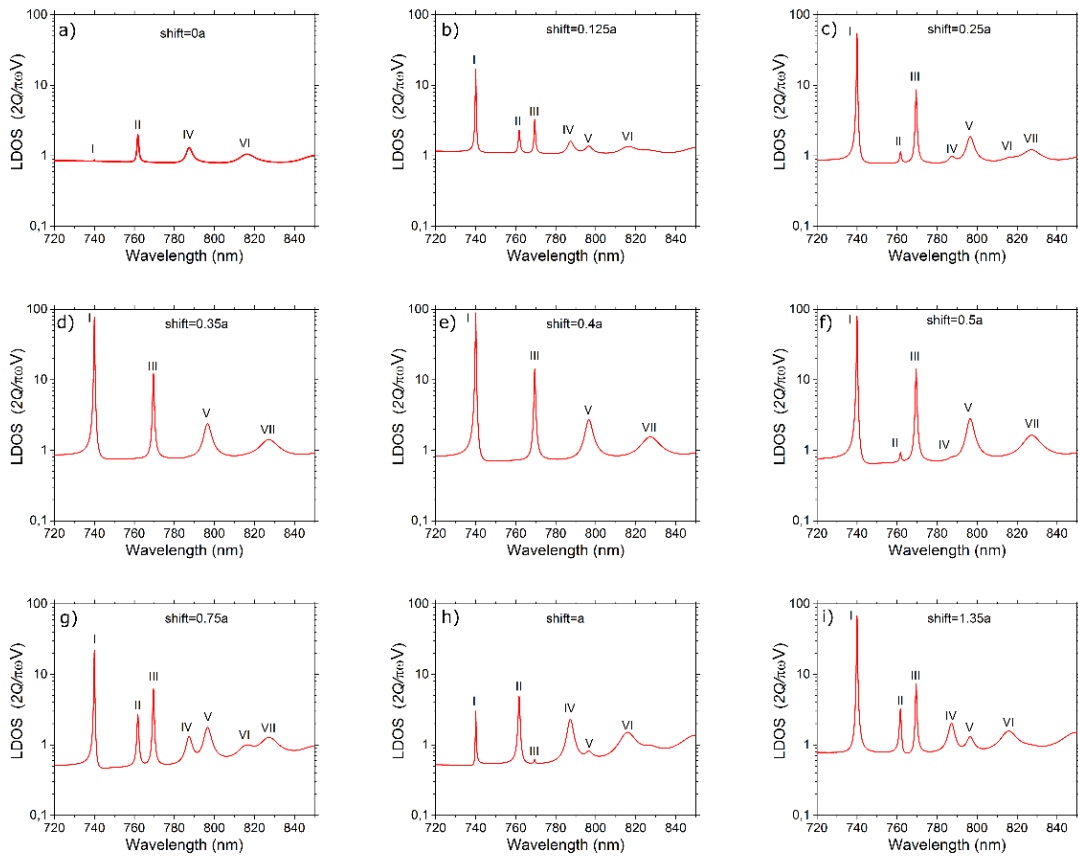 a)
shift=0a
LDOS (2Q/πωV)
100
10
1
0,1
I
II
IV
VI
720 740 760 780 800 820 840
Wavelength (nm)
b)
shift=0.125a
LDOS (2Q/πωV)
100
10
1
0,1
I
II
III
IV
V
VI
720 740 760 780 800 820 840
Wavelength (nm)
c)
shift=0.25a
LDOS (2Q/πωV)
100
10
1
0,1
I
II
III
IV
V
VI
VII
720 740 760 780 800 820 840
Wavelength (nm)
d)
shift=0.35a
LDOS (2Q/πωV)
100
10
1
0,1
I
III
V
VII
720 740 760 780 800 820 840
Wavelength (nm)
e)
shift=0.4a
LDOS (2Q/πωV)
100
10
1
0,1
I
III
V
VII
720 740 760 780 800 820 840
Wavelength (nm)
f)
shift=0.5a
LDOS (2Q/πωV)
100
10
1
0,1
I
II
III
IV
V
VII
720 740 760 780 800 820 840
Wavelength (nm)
g)
shift=0.75a
LDOS (2Q/πωV)
100
10
1
0,1
I
II
III
IV
V
VI
VII
720 740 760 780 800 820 840
Wavelength (nm)
h)
shift=a
LDOS (2Q/πωV)
100
10
1
0,1
I
II
III
IV
V
VI
720 740 760 780 800 820 840
Wavelength (nm)
i)
shift=1.35a
LDOS (2Q/πωV)
100
10
1
0,1
I
II
III
IV
V
VI
720 740 760 780 800 820 840
Wavelength (nm)